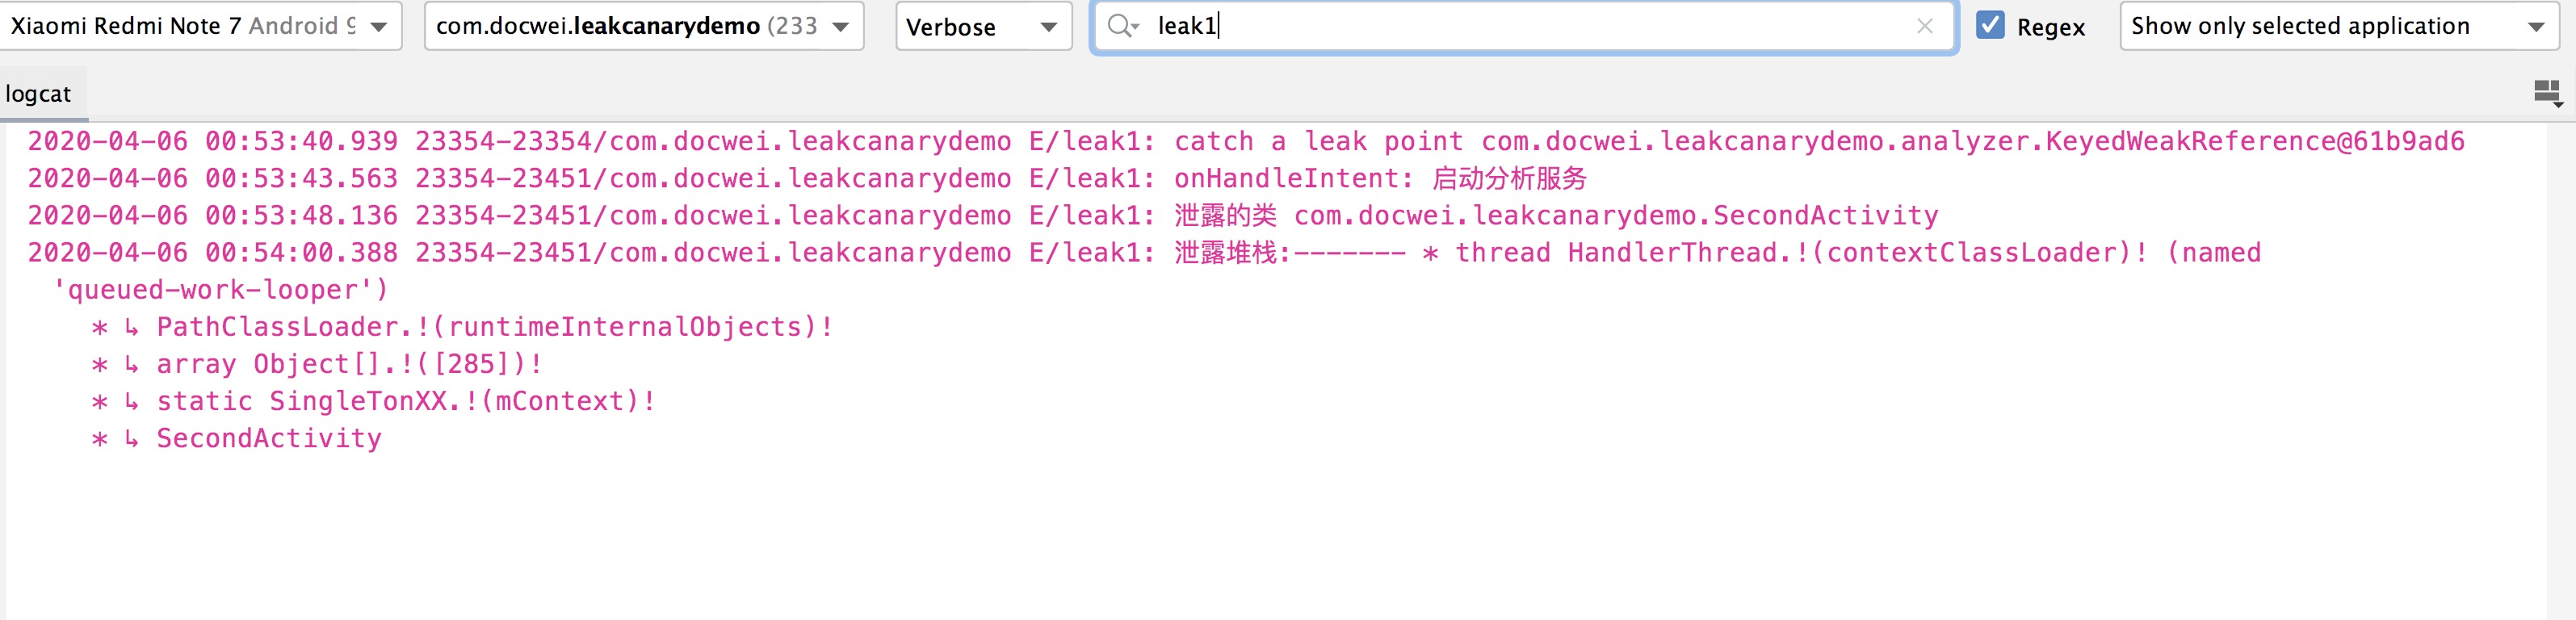 Xiaomi Redmi Note 7 Android 9 com.docwei.leakcanarydemo (233 Verbose leak1 Regex Show only selected application
logcat
2020-04-06 00:53:40.939 23354-23354/com.docwei.leakcanarydemo E/leak1: catch a leak point com.docwei.leakcanarydemo.analyzer.KeyedWeakReference@61b9ad6
2020-04-06 00:53:43.563 23354-23451/com.docwei.leakcanarydemo E/leak1: onHandleIntent: 启动分析服务
2020-04-06 00:53:48.136 23354-23451/com.docwei.leakcanarydemo E/leak1: 泄露的类 com.docwei.leakcanarydemo.SecondActivity
2020-04-06 00:54:00.388 23354-23451/com.docwei.leakcanarydemo E/leak1: 泄露堆栈:------- * thread HandlerThread.!(contextClassLoader)! (named
'queued-work-looper')
* ↳ PathClassLoader.!(runtimeInternalObjects)!
* ↳ array Object[].!([285])!
* ↳ static SingleTonXX.!(mContext)!
* ↳ SecondActivity